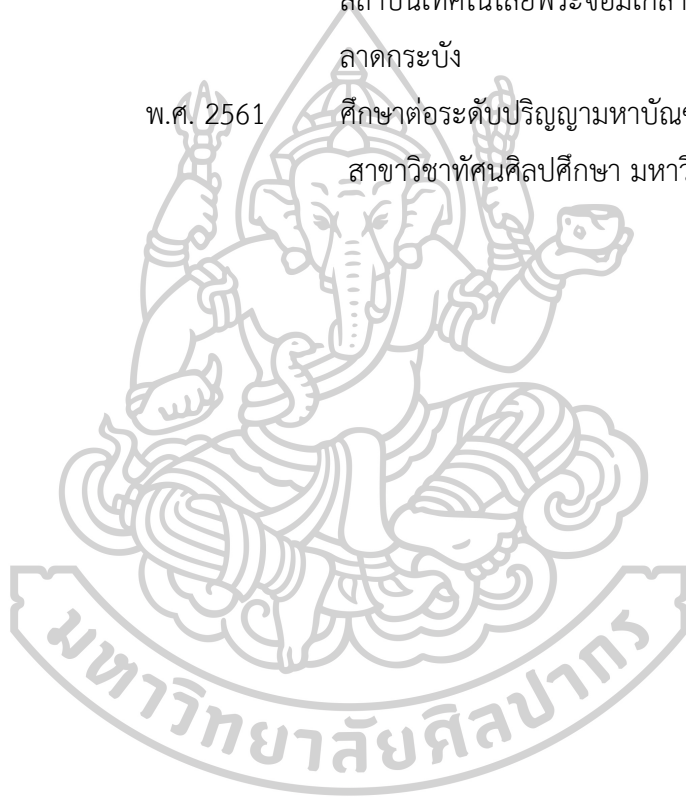 ลาดกระบัง
พ.ศ. 2561 ศึกษาต่อระดับปริญญามหาบัณ
สาขาวิชาทัศนศิลปศึกษา มหาวิ
มหาวิทยาลัยศิลปากร